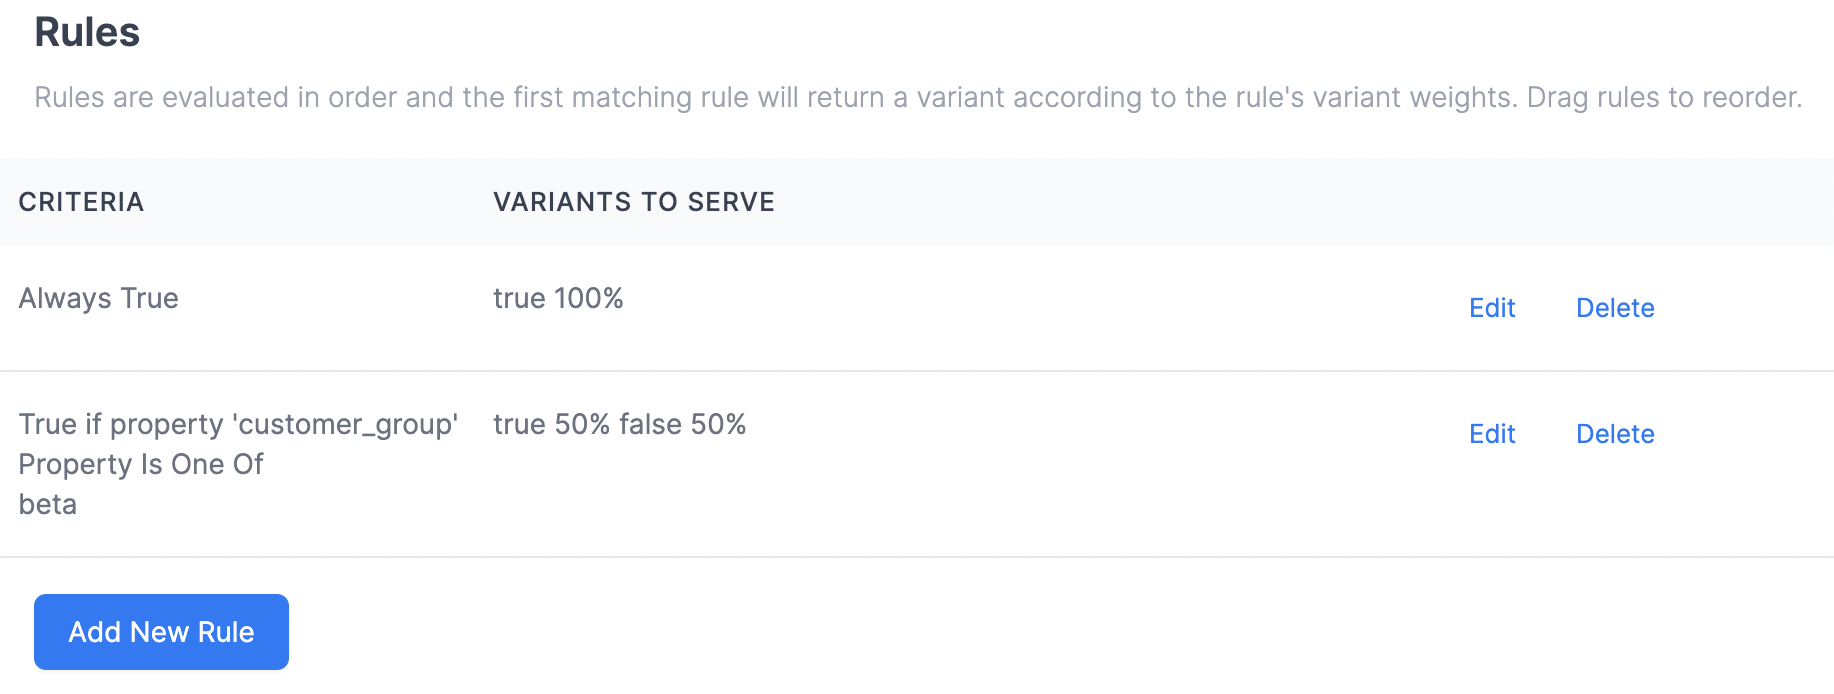 Rules
Rules are evaluated in order and the first matching rule will return a variant according to the rule's variant weights. Drag rules to reorder.
CRITERIA VARIANTS TO SERVE
Always True true 100% Edit Delete
True if property 'customer_group' true 50% false 50% Edit Delete
Property Is One Of
beta
Add New Rule